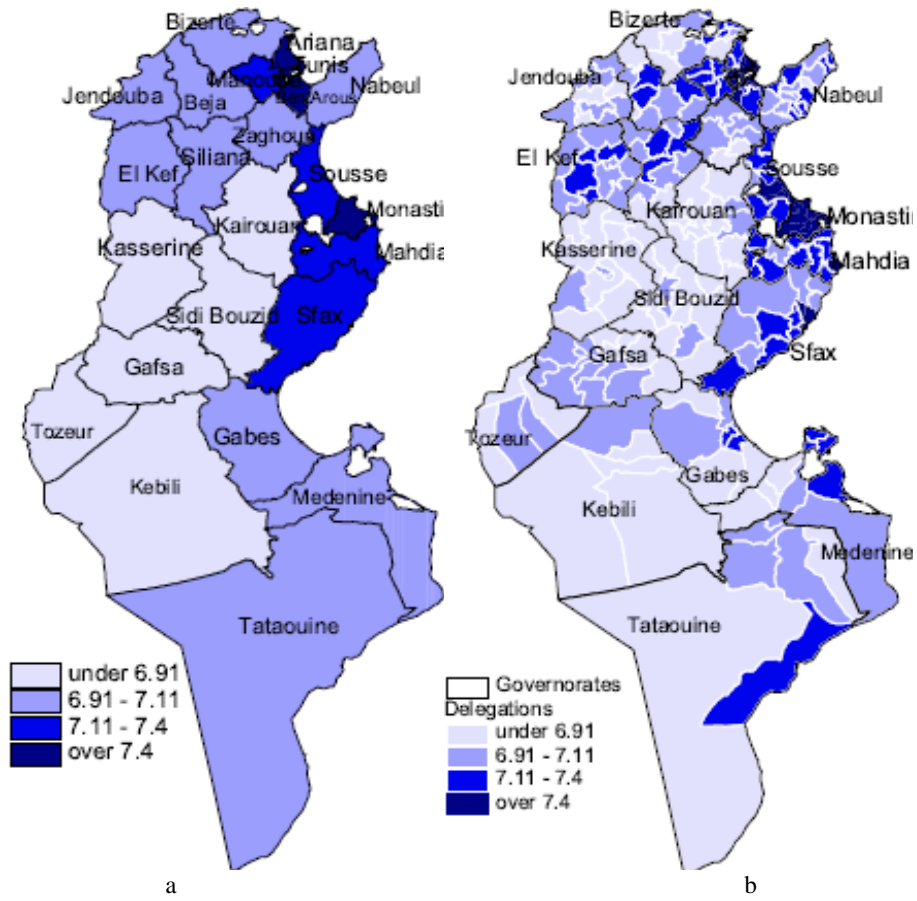 Bizerte
Ariana
Tunis
Manouba
Ben Arous
Nabeul
Jendouba
Beja
Zaghoun
Siliana
El Kef
Sousse
Kairouan
Monastir
Kasserine
Mahdia
Sidi Bouzid
Sfax
Gafsa
Tozeur
Gabes
Kebili
Medenine
Tataouine
under 6.91
6.91 - 7.11
7.11 - 7.4
over 7.4
a
Bizerte
Jendouba
Nabeul
El Kef
Sousse
Kairouan
Monastir
Kasserine
Mahdia
Sidi Bouzid
Sfax
Gafsa
Tozeur
Gabes
Kebili
Medenine
Tataouine
Governorates
Delegations
under 6.91
6.91 - 7.11
7.11 - 7.4
over 7.4
b